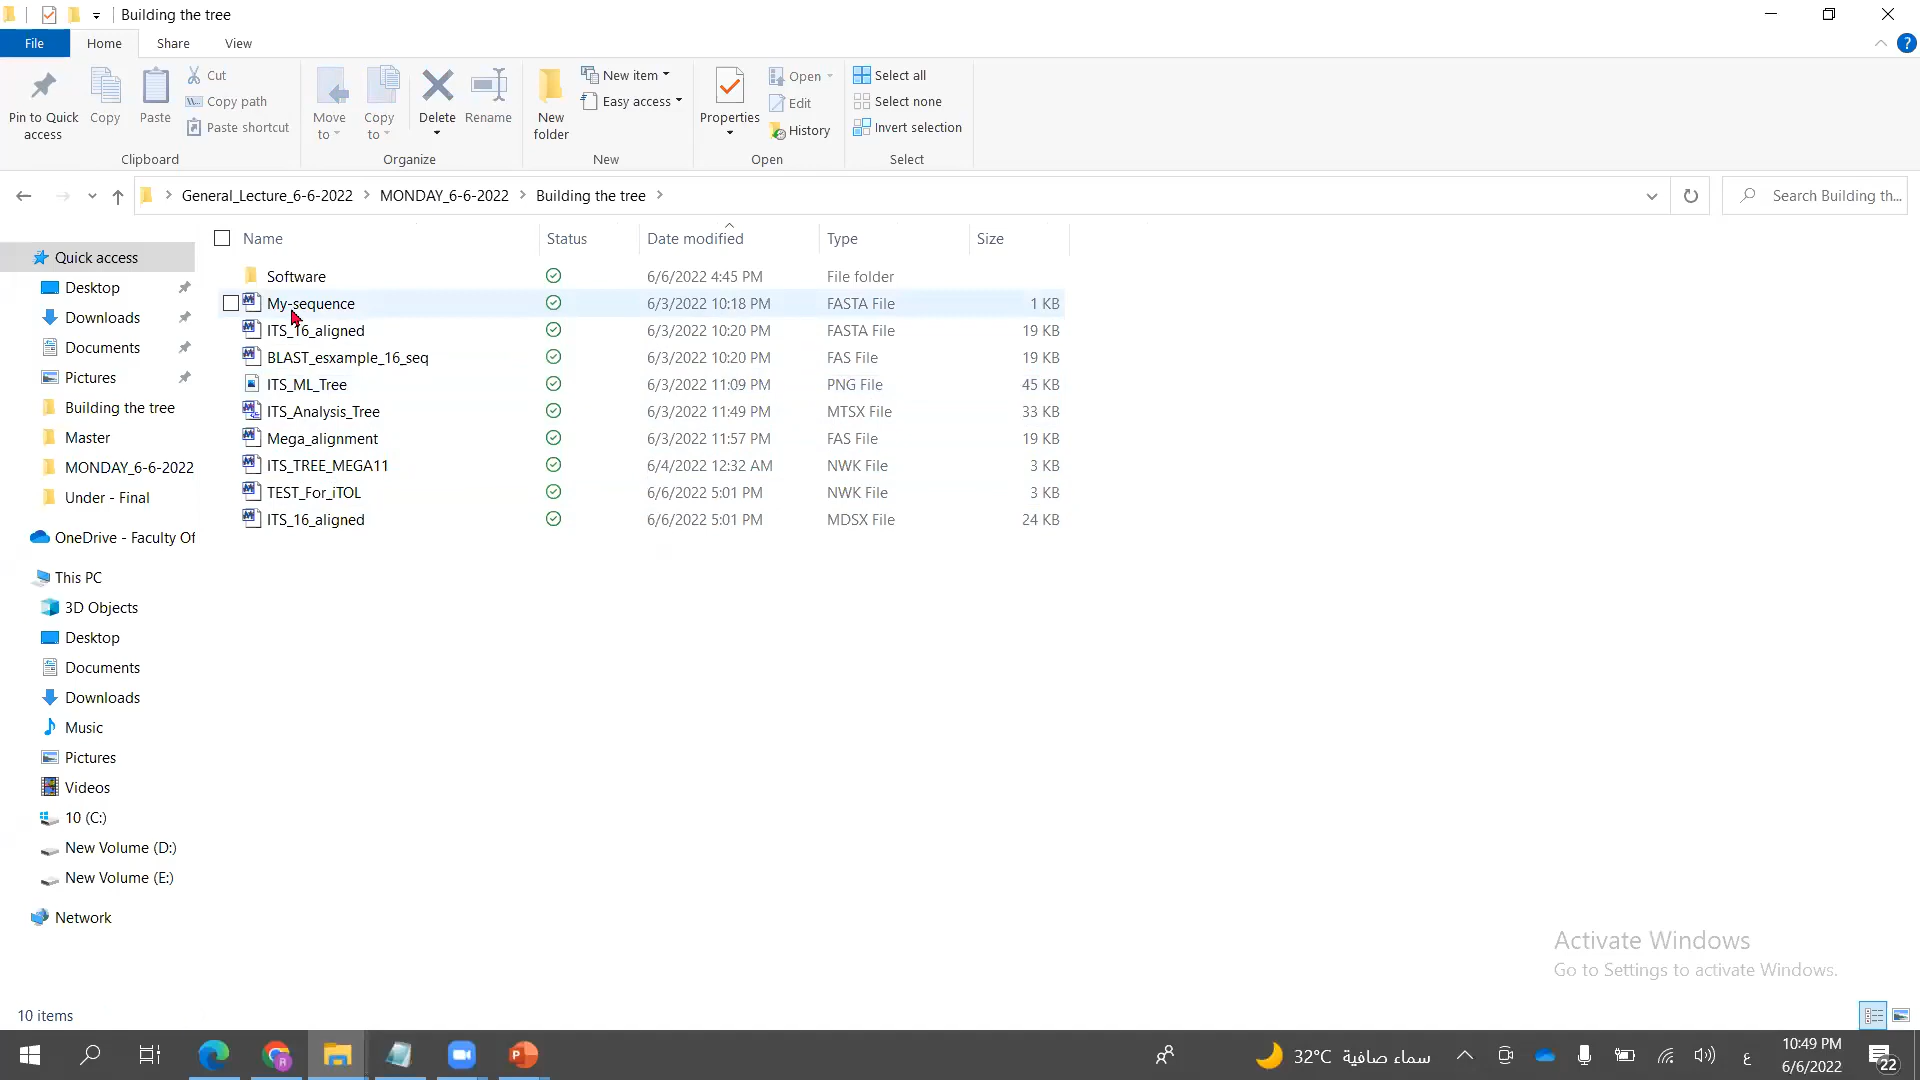 Building the tree
File Home Share View
Pin to Quick access
Copy
Paste
Cut
Copy path
Paste shortcut
Clipboard
Move to
Copy to
Delete
Rename
Organize
New folder
New item
Easy access
New
Properties
Open
Edit
History
Open
Select all
Select none
Invert selection
Select
General_Lecture_6-6-2022 MONDAY_6-6-2022 Building the tree
Search Building th...
Name Status Date modified Type Size
Software 6/6/2022 4:45 PM File folder
My-sequence 6/3/2022 10:18 PM FASTA File 1 KB
ITS_16_aligned 6/3/2022 10:20 PM FASTA File 19 KB
BLAST_esxample_16_seq 6/3/2022 10:20 PM FAS File 19 KB
ITS_ML_Tree 6/3/2022 11:09 PM PNG File 45 KB
ITS_Analysis_Tree 6/3/2022 11:49 PM MTSX File 33 KB
Mega_alignment 6/3/2022 11:57 PM FAS File 19 KB
ITS_TREE_MEGA11 6/4/2022 12:32 AM NWK File 3 KB
TEST_For_iTOL 6/6/2022 5:01 PM NWK File 3 KB
ITS_16_aligned 6/6/2022 5:01 PM MDSX File 24 KB
Quick access
Desktop
Downloads
Documents
Pictures
Building the tree
Master
MONDAY_6-6-2022
Under - Final
OneDrive - Faculty Of
This PC
3D Objects
Desktop
Documents
Downloads
Music
Pictures
Videos
10 (C:)
New Volume (D:)
New Volume (E:)
Network
Activate Windows
Go to Settings to activate Windows.
10 items
32°C سماء صافية
ع
10:49 PM
6/6/2022
22